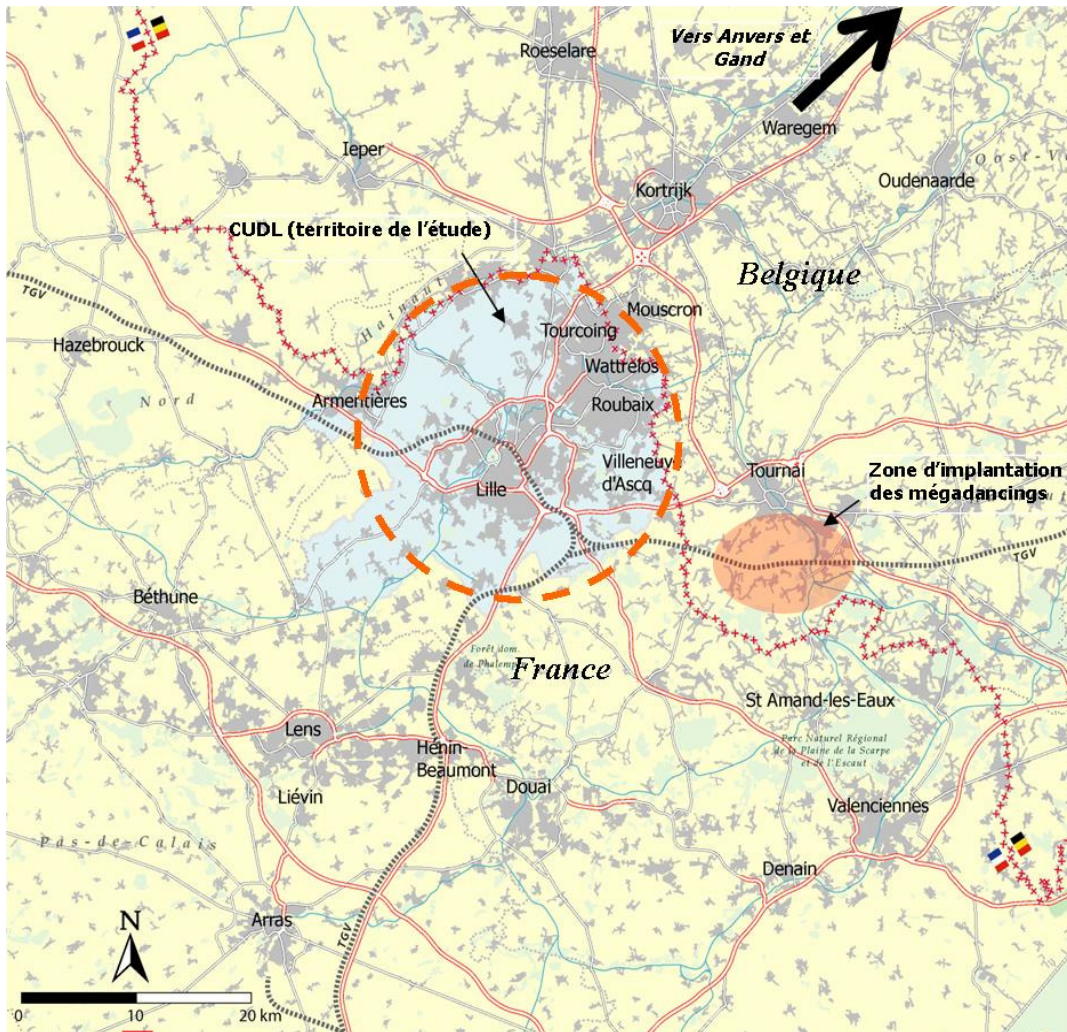 Vers Anvers et
Gand
Roeselare
Waregem
Ieper
Oudenaarde
Kortrijk
CUDL (territoire de l'étude)
Belgique
TGV
Hainaut
Mouscron
Tourcoing
Hazebrouck
Wattrelos
Nord
Armentières
Roubaix
Villeneuve
d'Ascq
Tournai
Zone d'implantation
des mégadancings
Lille
TGV
Béthune
Forêt dom.
de Phalemp
France
St Amand-les-Eaux
Lens
Parc Naturel Régional
de la Plaine de la Scarpe
et de l'Escaut
Hénin-
Beaumont
Douai
Liévin
Valenciennes
Pas-de-Calais
Denain
Arras
N
TGV
0 10 20 km